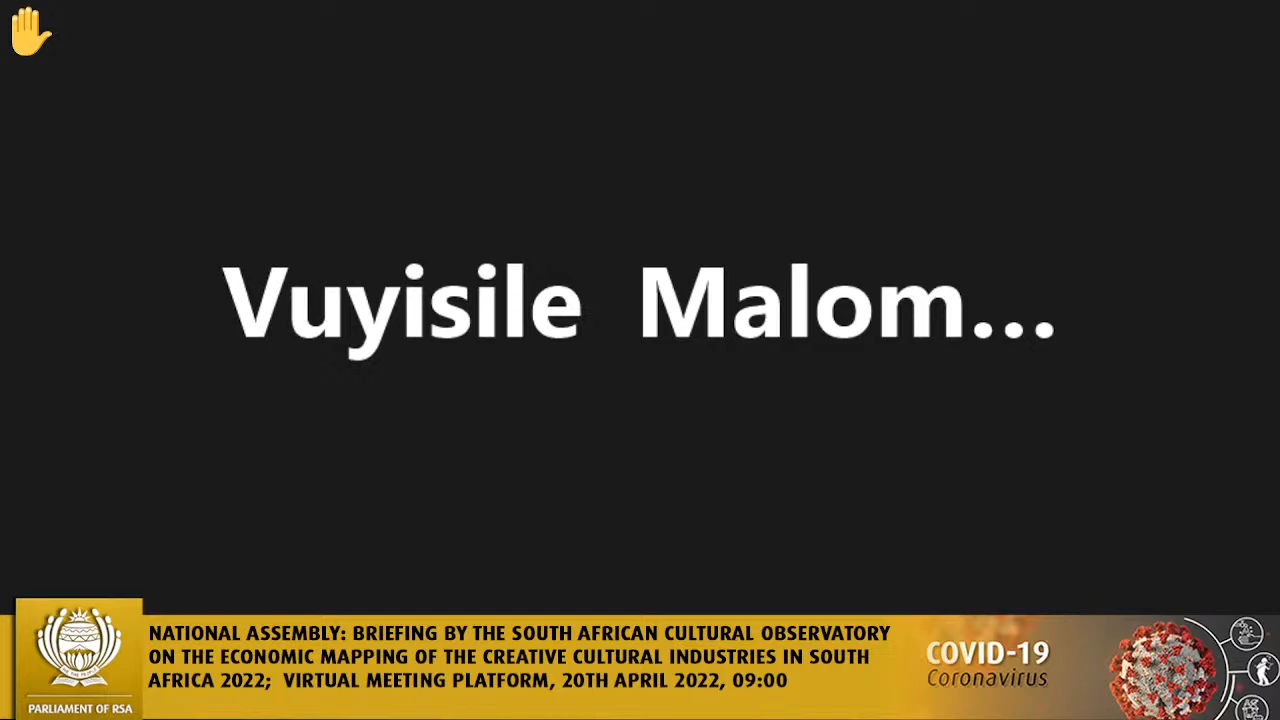 Vuyisile  Malom...
NATIONAL ASSEMBLY: BRIEFING BY THE SOUTH AFRICAN CULTURAL OBSERVATORY
ON THE ECONOMIC MAPPING OF THE CREATIVE CULTURAL INDUSTRIES IN SOUTH
AFRICA 2022;  VIRTUAL MEETING PLATFORM, 20TH APRIL 2022, 09:00
COVID-19
Coronavirus
PARLIAMENT OF RSA